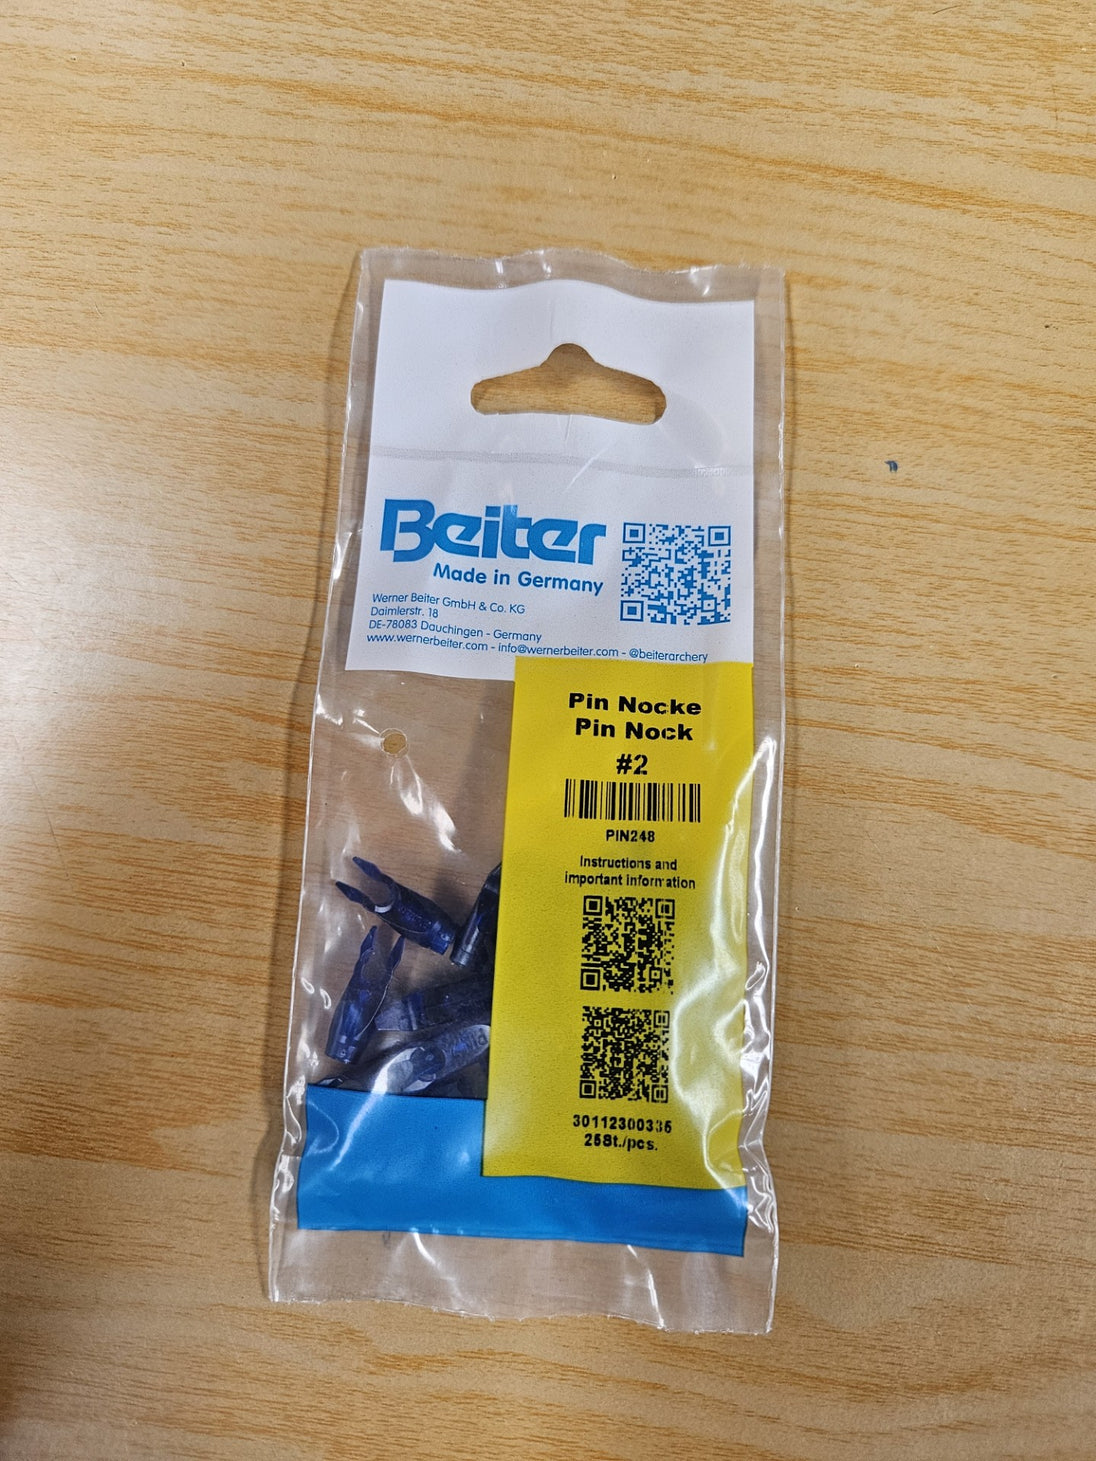 Beiter
Made in Germany
Werner Beiter GmbH & Co. KG
Daimlerstr. 18
DE-78083 Dauchingen - Germany
www.wernerbeiter.com - info@wernerbeiter.com - @beiterarchery
Pin Nocke
Pin Nock
#2
PIN248
Instructions and
important information
30112300335
25St./pcs.